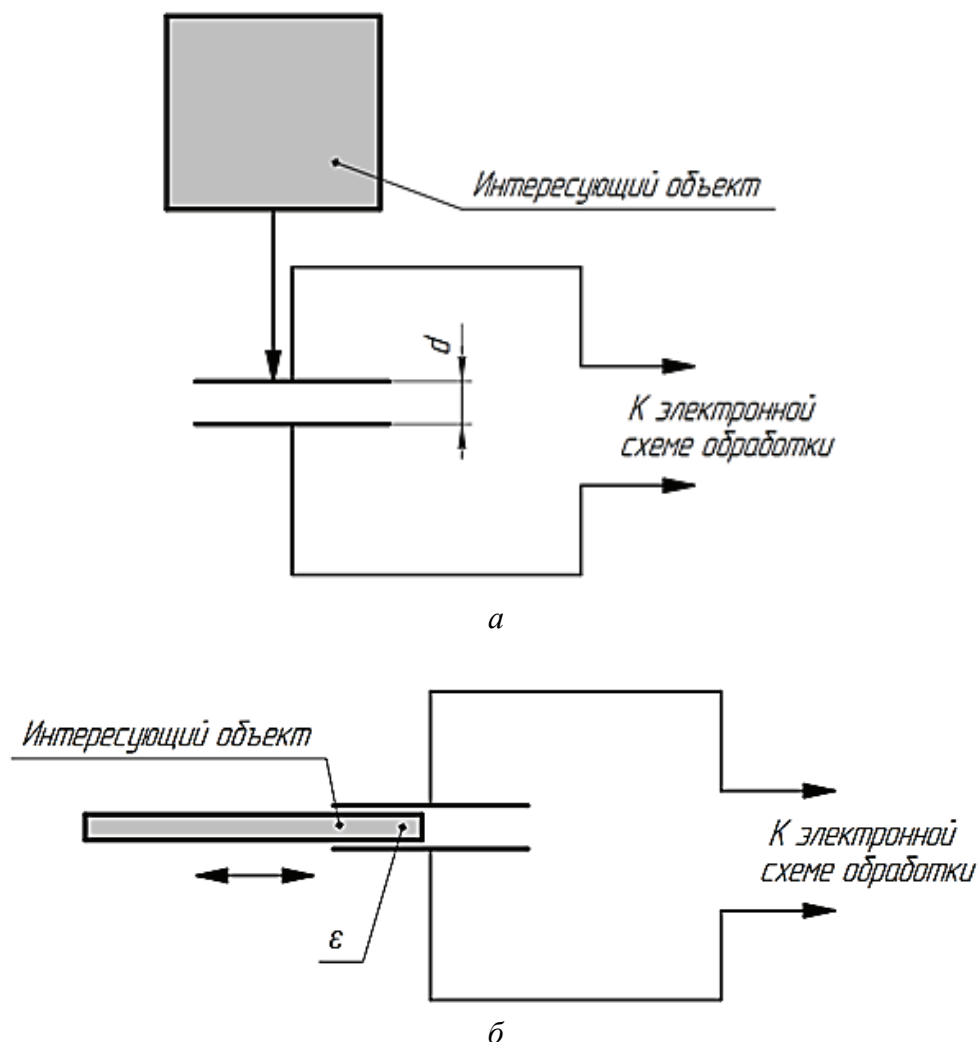 Интересующий объект
d
К электронной
схеме обработки
а
Интересующий объект
К электронной
схеме обработки
ε
б